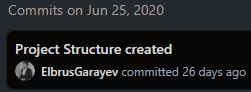 Commits on Jun 25, 2020
Project Structure created
ElbrusGarayev committed 26 days ago